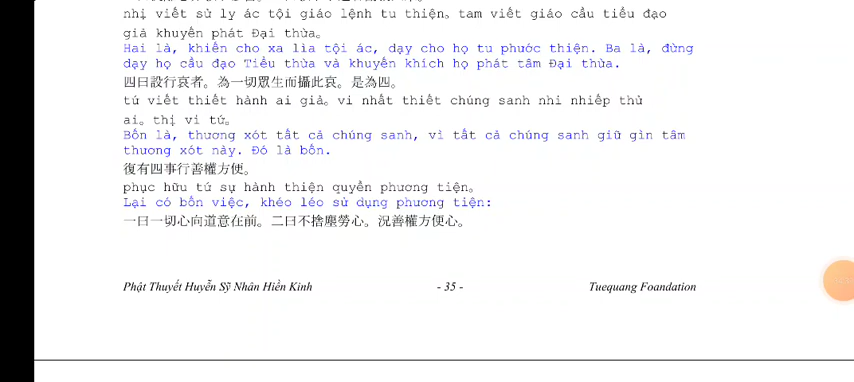 nhị viết sử ly ác tội giáo lệnh tu thiện。tam viết giáo cầu tiểu đạo
giả khuyến phát Đại thừa。
Hai là, khiến cho xa lìa tội ác, dạy cho họ tu phước thiện. Ba là, đừng
dạy họ cầu đạo Tiểu thừa và khuyến khích họ phát tâm Đại thừa.
四曰設行哀者。為一切眾生而攝此哀。是為四。
tứ viết thiết hành ai giả。vi nhất thiết chúng sanh nhi nhiếp thử
ai。thị vi tứ。
Bốn là, thương xót tất cả chúng sanh, vì tất cả chúng sanh giữ gìn tâm
thương xót này. Đó là bốn.
復有四事行善權方便。
phục hữu tứ sự hành thiện quyền phương tiện。
Lại có bốn việc, khéo léo sử dụng phương tiện:
一曰一切心向道意在前。二曰不捨塵勞心。況善權方便心。
Phật Thuyết Huyễn Sỹ Nhân Hiền Kinh - 35 - Tuequang Foundation